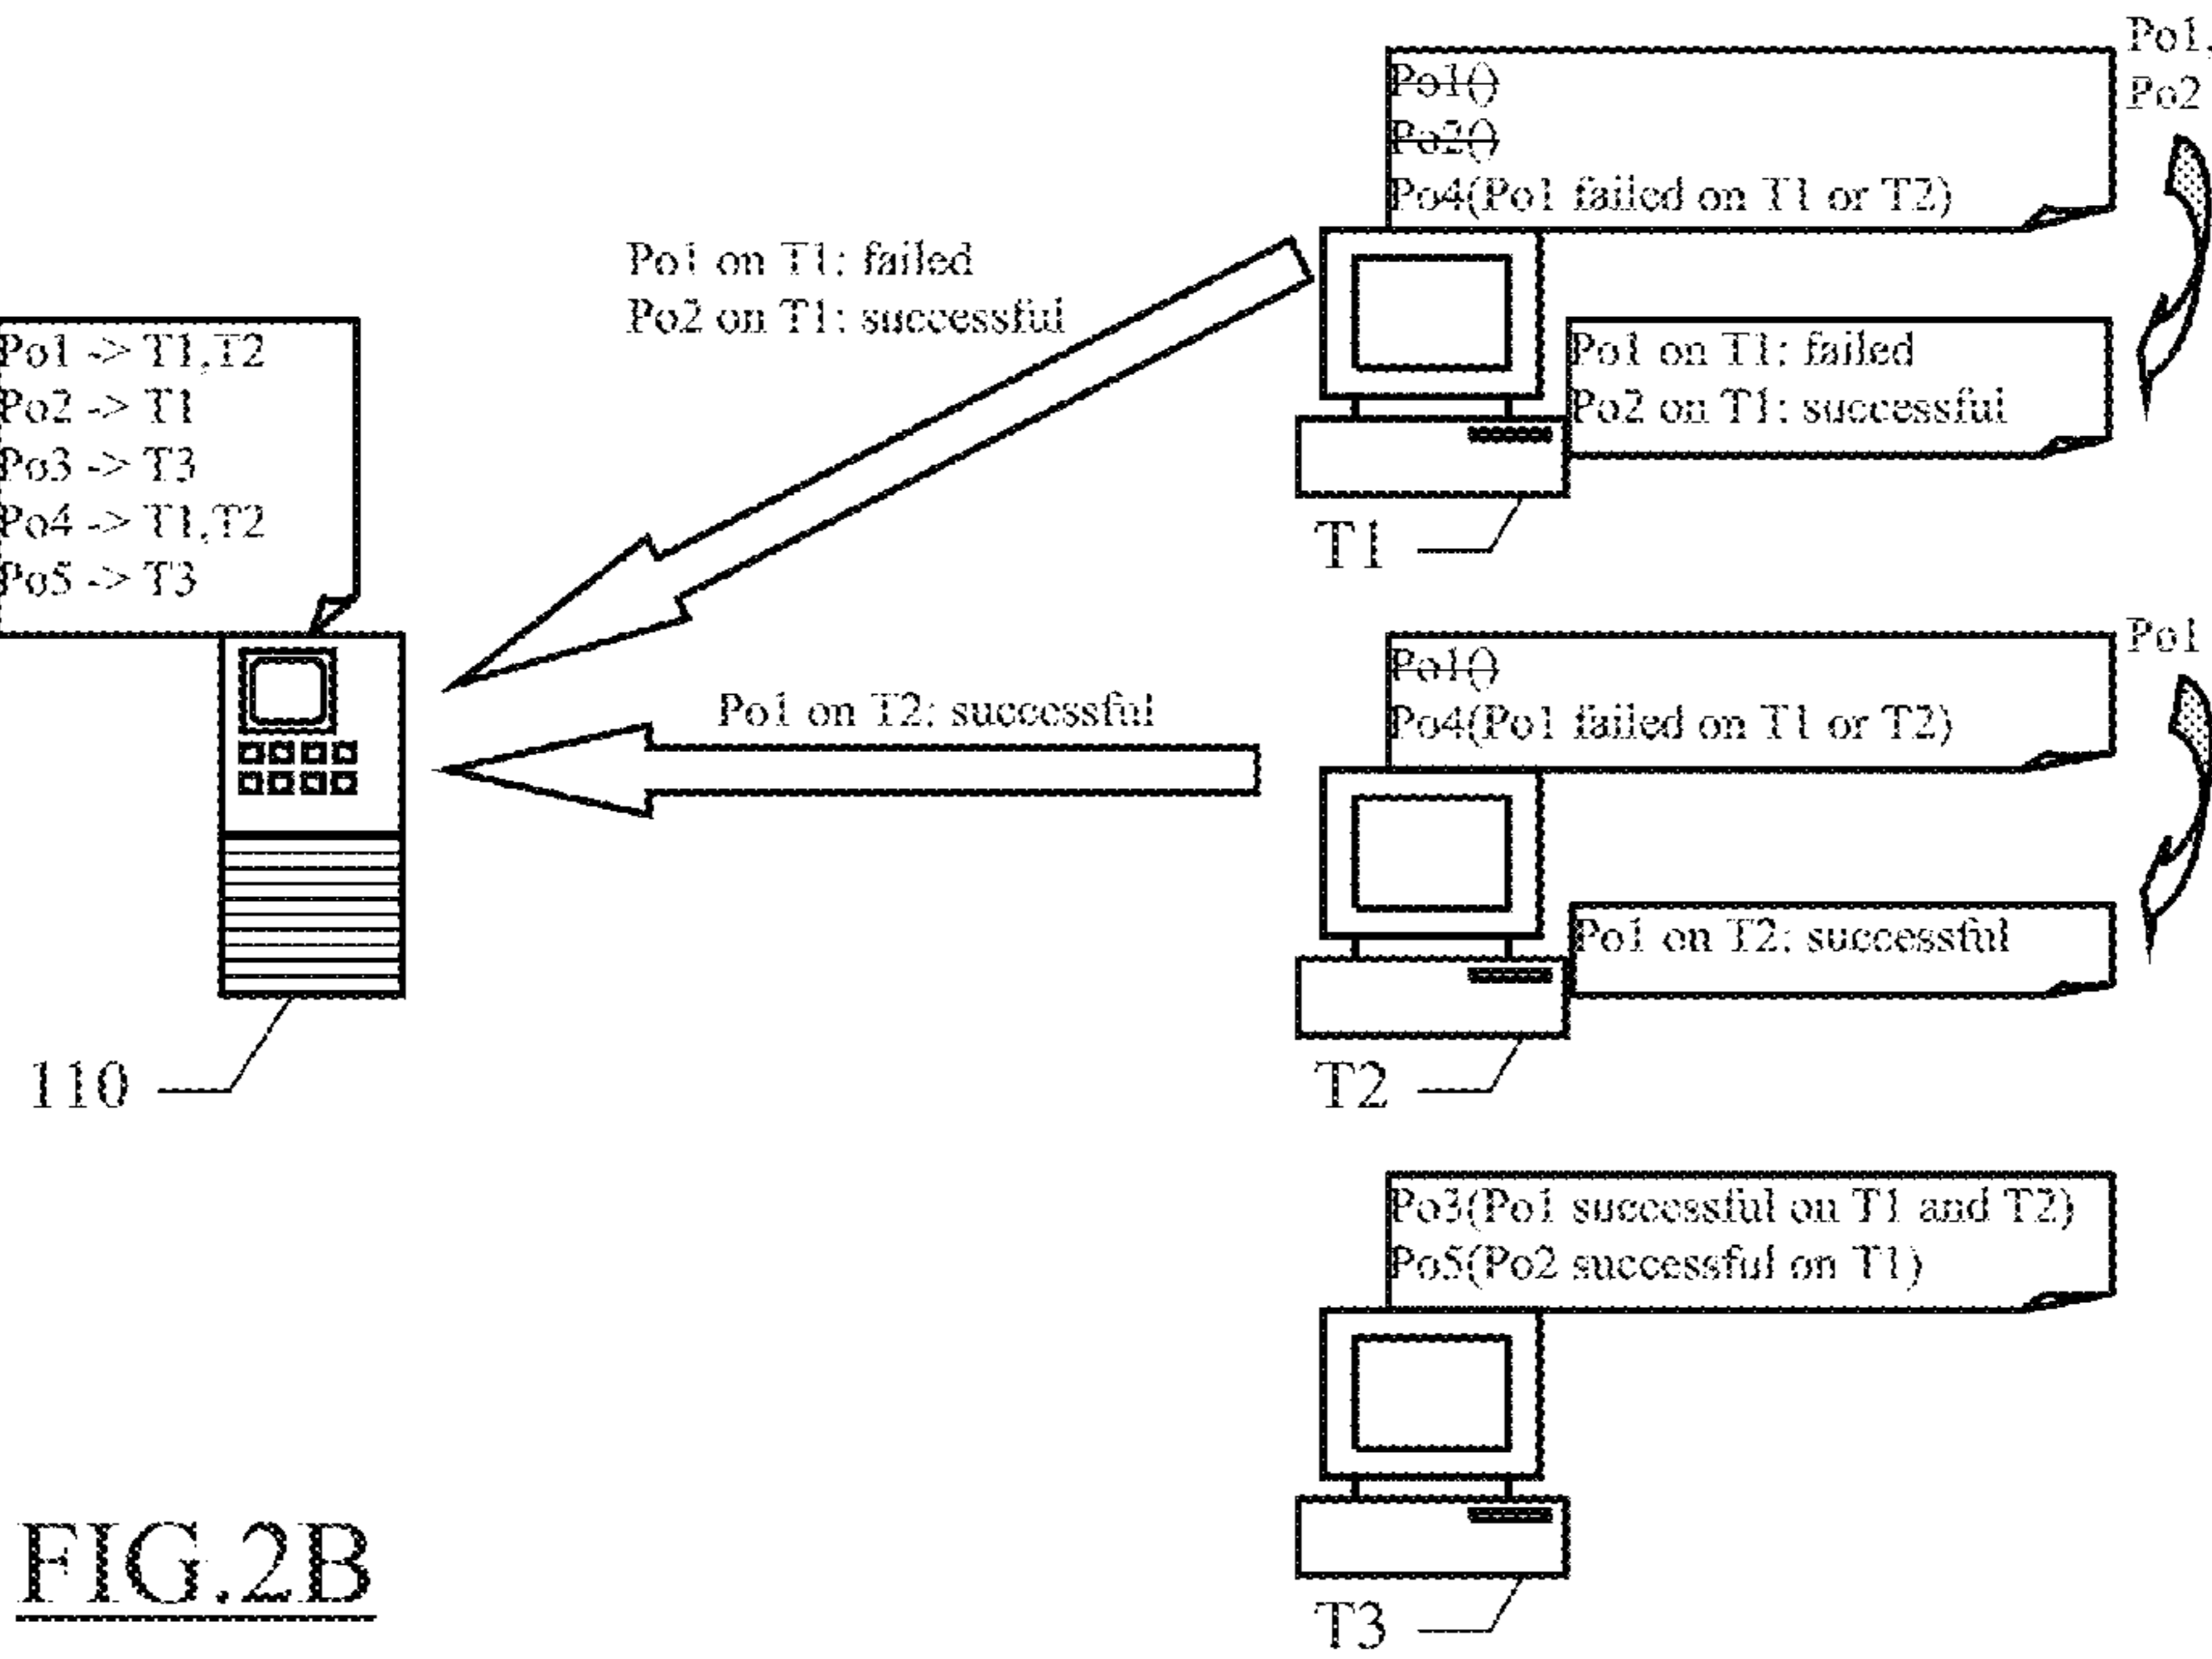 Po1,
Po2
Po1()
Po2()
Po4(Po1 failed on T1 or T2)
Po1 on T1: failed
Po2 on T1: successful
Po1 -> T1,T2
Po2 -> T1
Po3 -> T3
Po4 -> T1,T2
Po5 -> T3
Po1 on T1: failed
Po2 on T1: successful
T1
Po1
Po1()
Po4(Po1 failed on T1 or T2)
Po1 on T2: successful
Po1 on T2: successful
110
T2
Po3(Po1 successful on T1 and T2)
Po5(Po2 successful on T1)
T3
FIG.2B